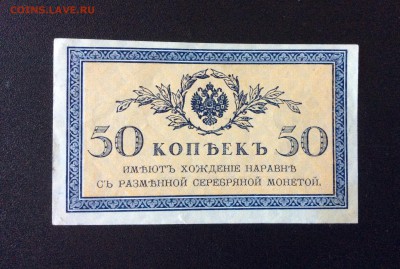 COINS.LAVE.RU
50 КОПѢЕКЪ 50
ИМѢЮТЪ ХОЖДЕНІЕ НАРАВНѢ
СЪ РАЗМѢННОЙ СЕРЕБРЯНОЙ МОНЕТОЙ.